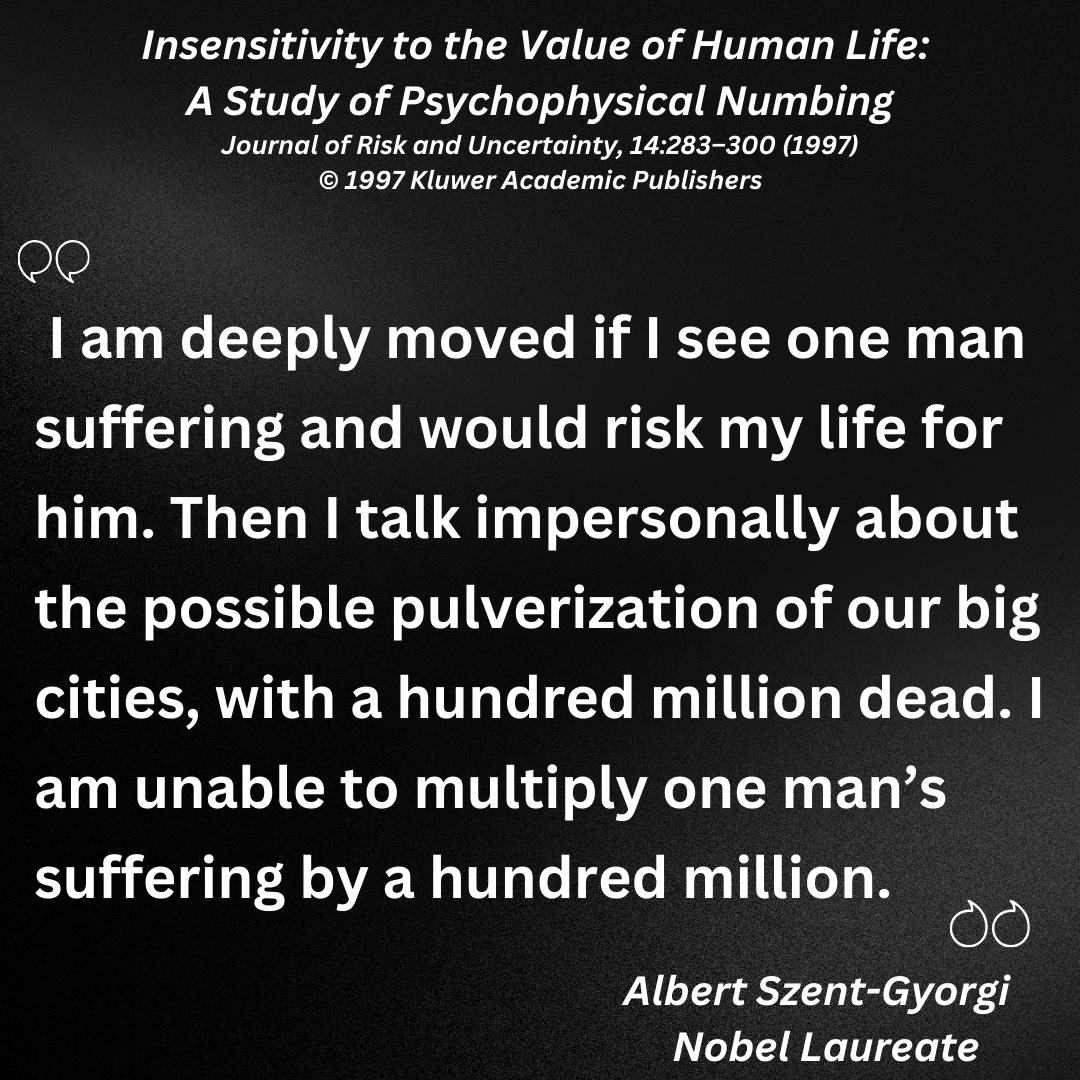 Insensitivity to the Value of Human Life:
A Study of Psychophysical Numbing
Journal of Risk and Uncertainty, 14:283–300 (1997)
© 1997 Kluwer Academic Publishers
I am deeply moved if I see one man
suffering and would risk my life for
him. Then I talk impersonally about
the possible pulverization of our big
cities, with a hundred million dead. I
am unable to multiply one man’s
suffering by a hundred million.
Albert Szent-Gyorgi
Nobel Laureate